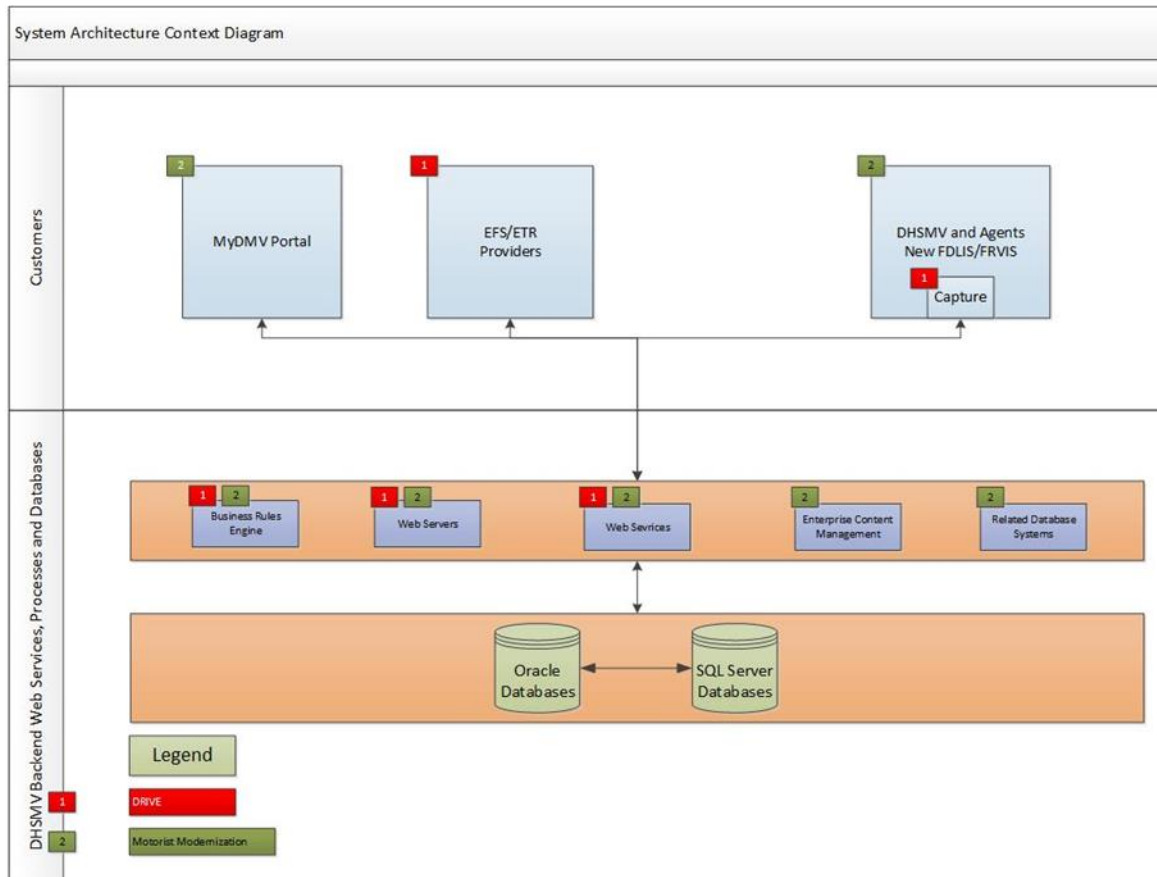 System Architecture Context Diagram
Customers
2
MyDMV Portal
1
EFS/ETR
Providers
2
DHSMV and Agents
New FDLIS/FRVIS
1
Capture
DHSMV Backend Web Services, Processes and Databases
1
2
Business Rules
Engine
1
2
Web Servers
1
2
Web Sevrices
2
Enterprise Content
Management
2
Related Database
Systems
Oracle
Databases
SQL Server
Databases
Legend
1
DRIVE
2
Motorist Modernization